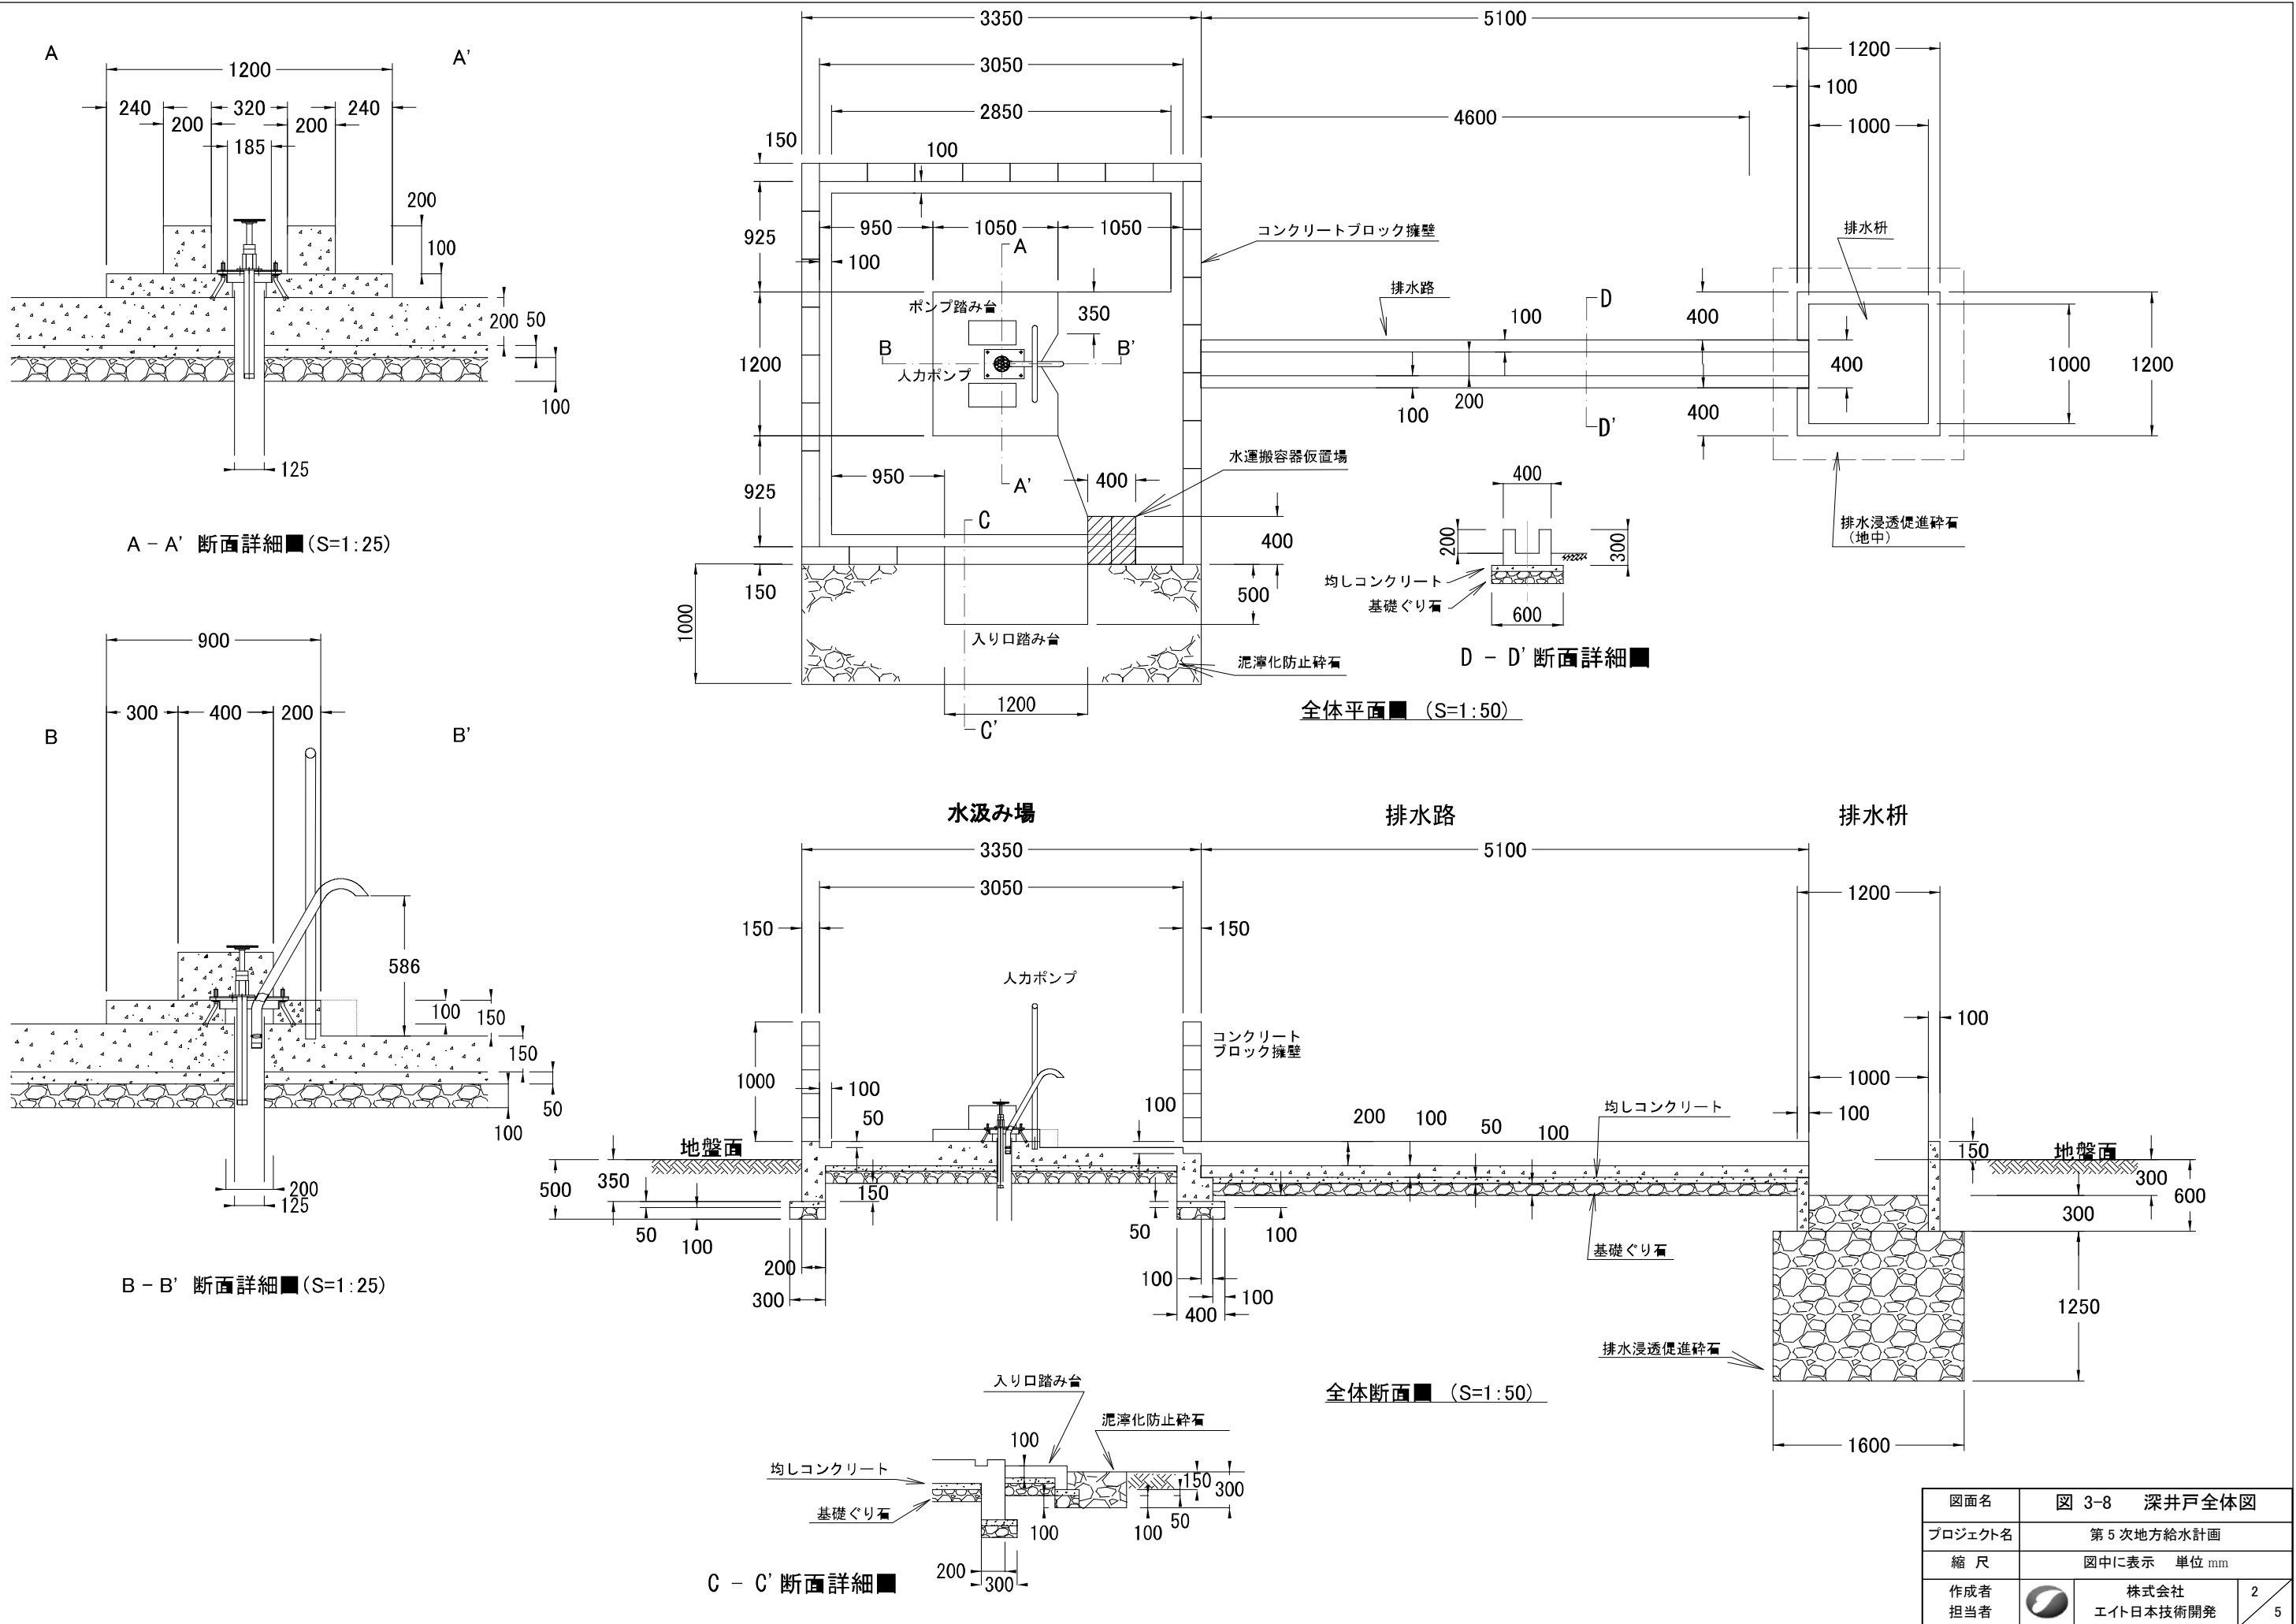 A
A'
1200
240
320
240
200
200
185
200
100
200
50
100
125
A - A' 断面詳細■(S=1:25)
900
300
400
200
B
B'
586
100
150
150
50
100
200
125
B - B' 断面詳細■(S=1:25)
3350
5100
3050
1200
2850
100
4600
1000
150
100
925
950
1050
1050
コンクリートブロック擁壁
排水枡
A
100
ポンプ踏み台
350
排水路
D
100
400
B
B'
1200
人力ポンプ
400
1000
1200
100
200
400
D'
水運搬容器仮置場
950
A'
400
925
C
400
400
200
300
排水浸透促進砕石
(地中)
150
500
均しコンクリート
基礎ぐり石
600
1000
入り口踏み台
泥濘化防止砕石
D - D' 断面詳細■
1200
C'
全体平面■ (S=1:50)
水汲み場
排水路
排水枡
3350
5100
3050
1200
150
150
人力ポンプ
コンクリート
ブロック擁壁
100
1000
100
1000
50
100
200
100
50
100
均しコンクリート
100
地盤面
150
地盤面
500
350
150
300
600
300
50
100
50
100
基礎ぐり石
200
100
100
300
400
1250
排水浸透促進砕石
1600
全体断面■ (S=1:50)
入り口踏み台
泥濘化防止砕石
100
均しコンクリート
150
300
基礎ぐり石
50
100
100
200
300
C - C' 断面詳細■
図面名
図 3-8 深井戸全体図
プロジェクト名
第5次地方給水計画
縮 尺
図中に表示 単位 mm
作成者
担当者
株式会社
エイト日本技術開発
2
5